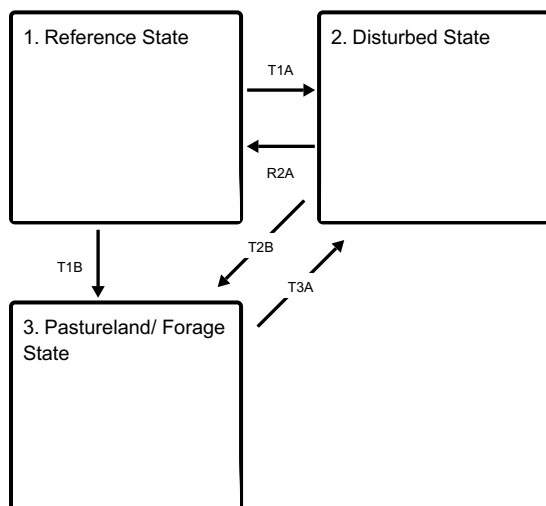 1. Reference State
2. Disturbed State
T1A
R2A
T2B
T1B
T3A
3. Pastureland/ Forage
State